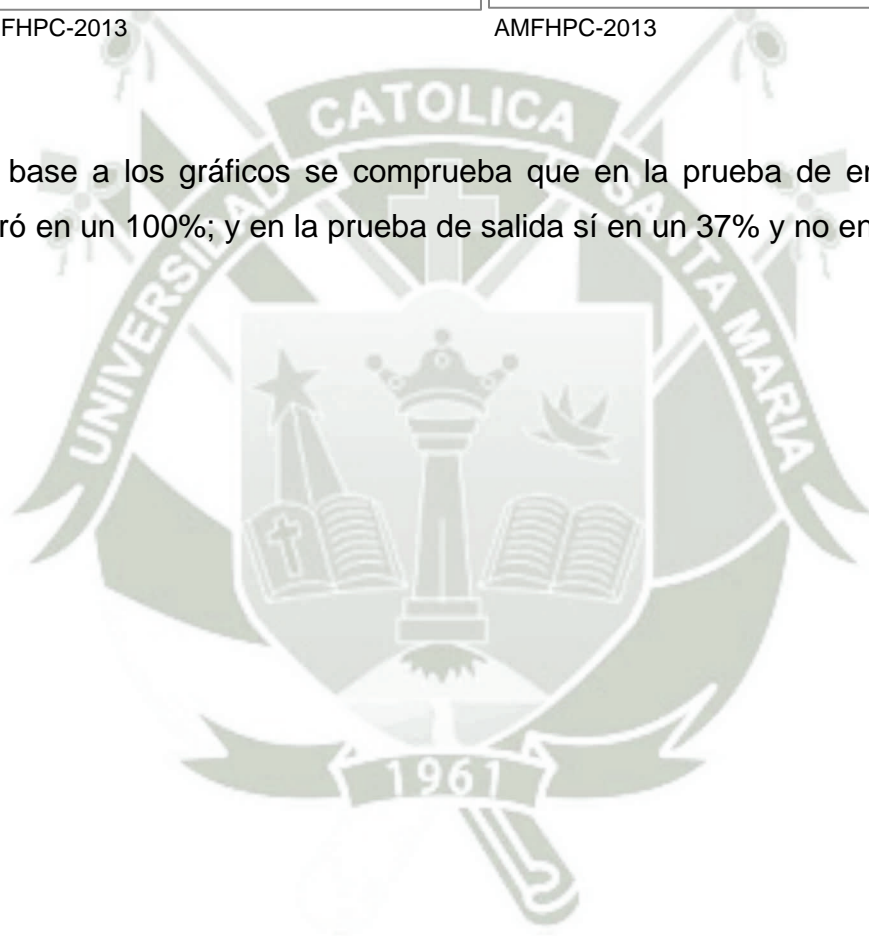 FHPC-2013 AMFHPC-2013
base a los gráficos se comprueba que en la prueba de
ró en un 100%; y en la prueba de salida sí en un 37% y no en
UNIVERSIDAD CATOLICA SANTA MARIA
1961